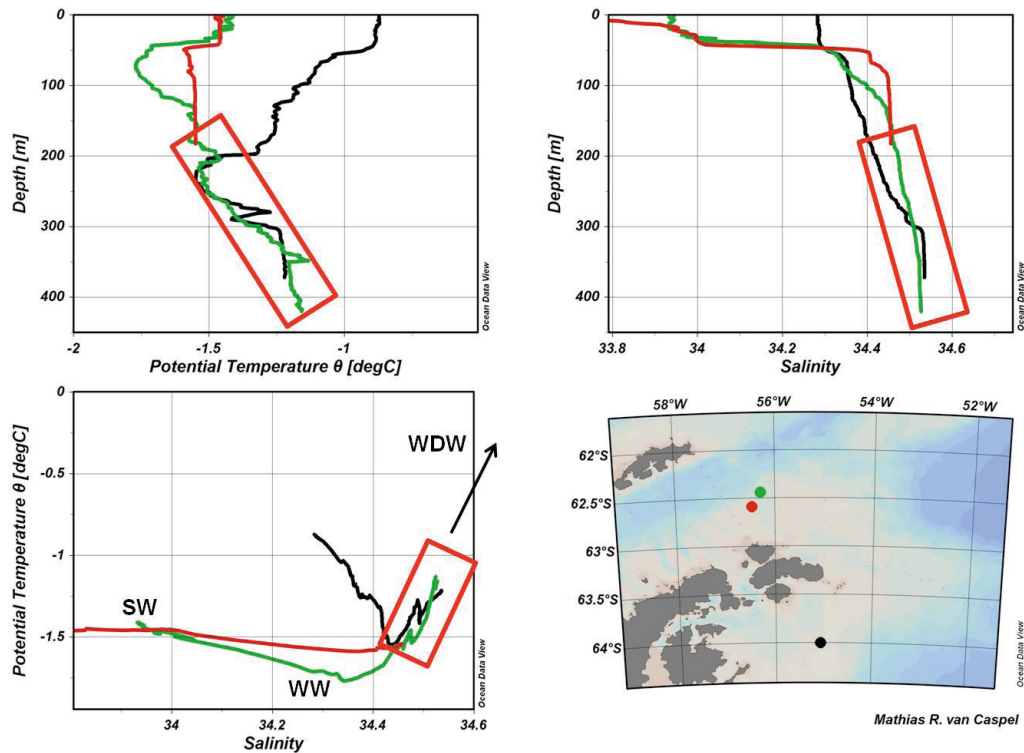 0
100
200
300
400
Depth [m]
-2
-1.5
-1
Potential Temperature θ [degC]
Ocean Data View
0
100
200
300
400
Depth [m]
33.8
34
34.2
34.4
34.6
Salinity
Ocean Data View
0
-0.5
-1
-1.5
Potential Temperature θ [degC]
WDW
SW
WW
34
34.2
34.4
34.6
Salinity
Ocean Data View
58°W
56°W
54°W
52°W
62°S
62.5°S
63°S
63.5°S
64°S
Ocean Data View
Mathias R. van Caspel